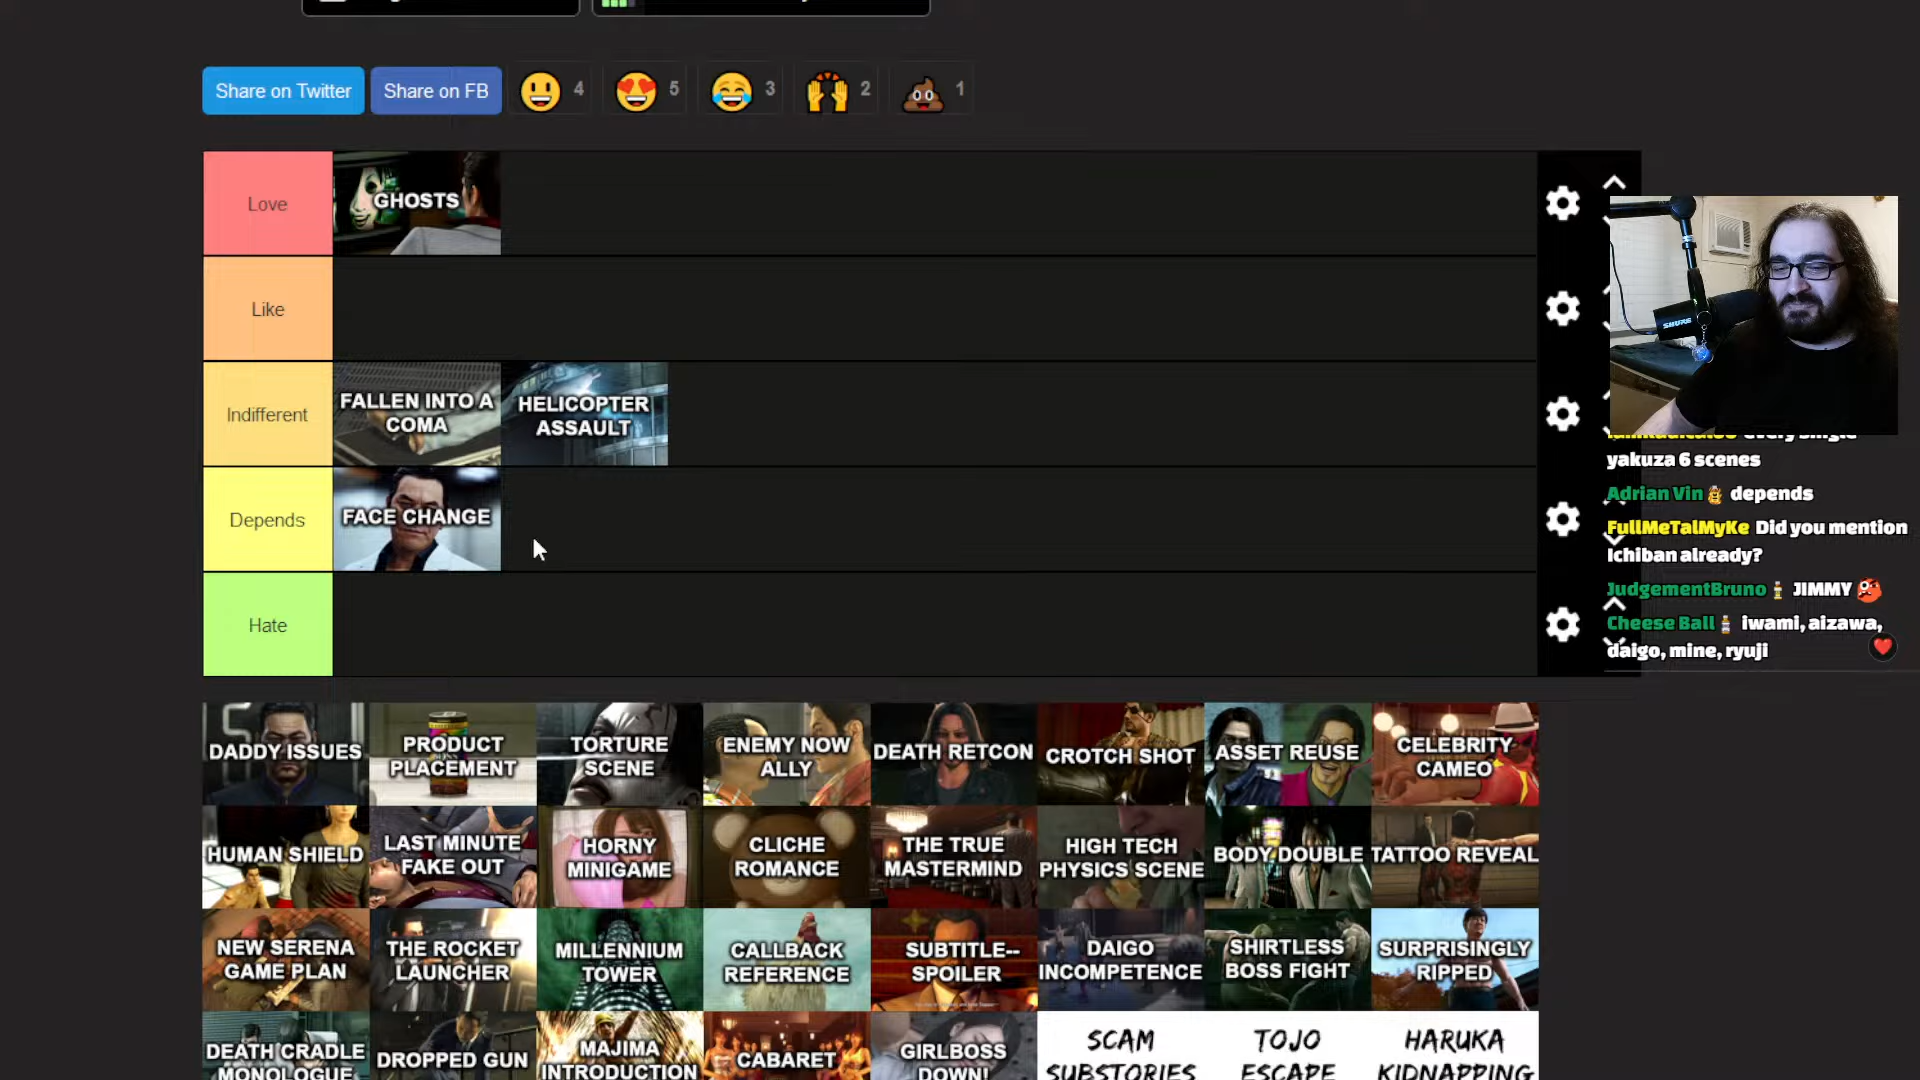 Share on Twitter
Share on FB
4
5
3
2
1
Love
GHOSTS
Like
Indifferent
FALLEN INTO A
COMA
HELICOPTER
ASSAULT
Depends
FACE CHANGE
Hate
SHURE
yakuza 6 scenes
Adrian Vin depends
FullMeTalMyKe Did you mention
Ichiban already?
JudgementBruno JIMMY
Cheese Ball iwami, aizawa,
daigo, mine, ryuji
DADDY ISSUES
PRODUCT
PLACEMENT
TORTURE
SCENE
ENEMY NOW
ALLY
DEATH RETCON
CROTCH SHOT
ASSET REUSE
CELEBRITY
CAMEO
HUMAN SHIELD
LAST MINUTE
FAKE OUT
HORNY
MINIGAME
CLICHE
ROMANCE
THE TRUE
MASTERMIND
HIGH TECH
PHYSICS SCENE
BODY DOUBLE
TATTOO REVEAL
NEW SERENA
GAME PLAN
THE ROCKET
LAUNCHER
MILLENNIUM
TOWER
CALLBACK
REFERENCE
SUBTITLE--
SPOILER
DAIGO
INCOMPETENCE
SHIRTLESS
BOSS FIGHT
SURPRISINGLY
RIPPED
DEATH CRADLE
MONOLOGUE
DROPPED GUN
MAJIMA
INTRODUCTION
CABARET
GIRLBOSS
DOWN!
SCAM
SUBSTORIES
TOJO
ESCAPE
HARUKA
KIDNAPPING